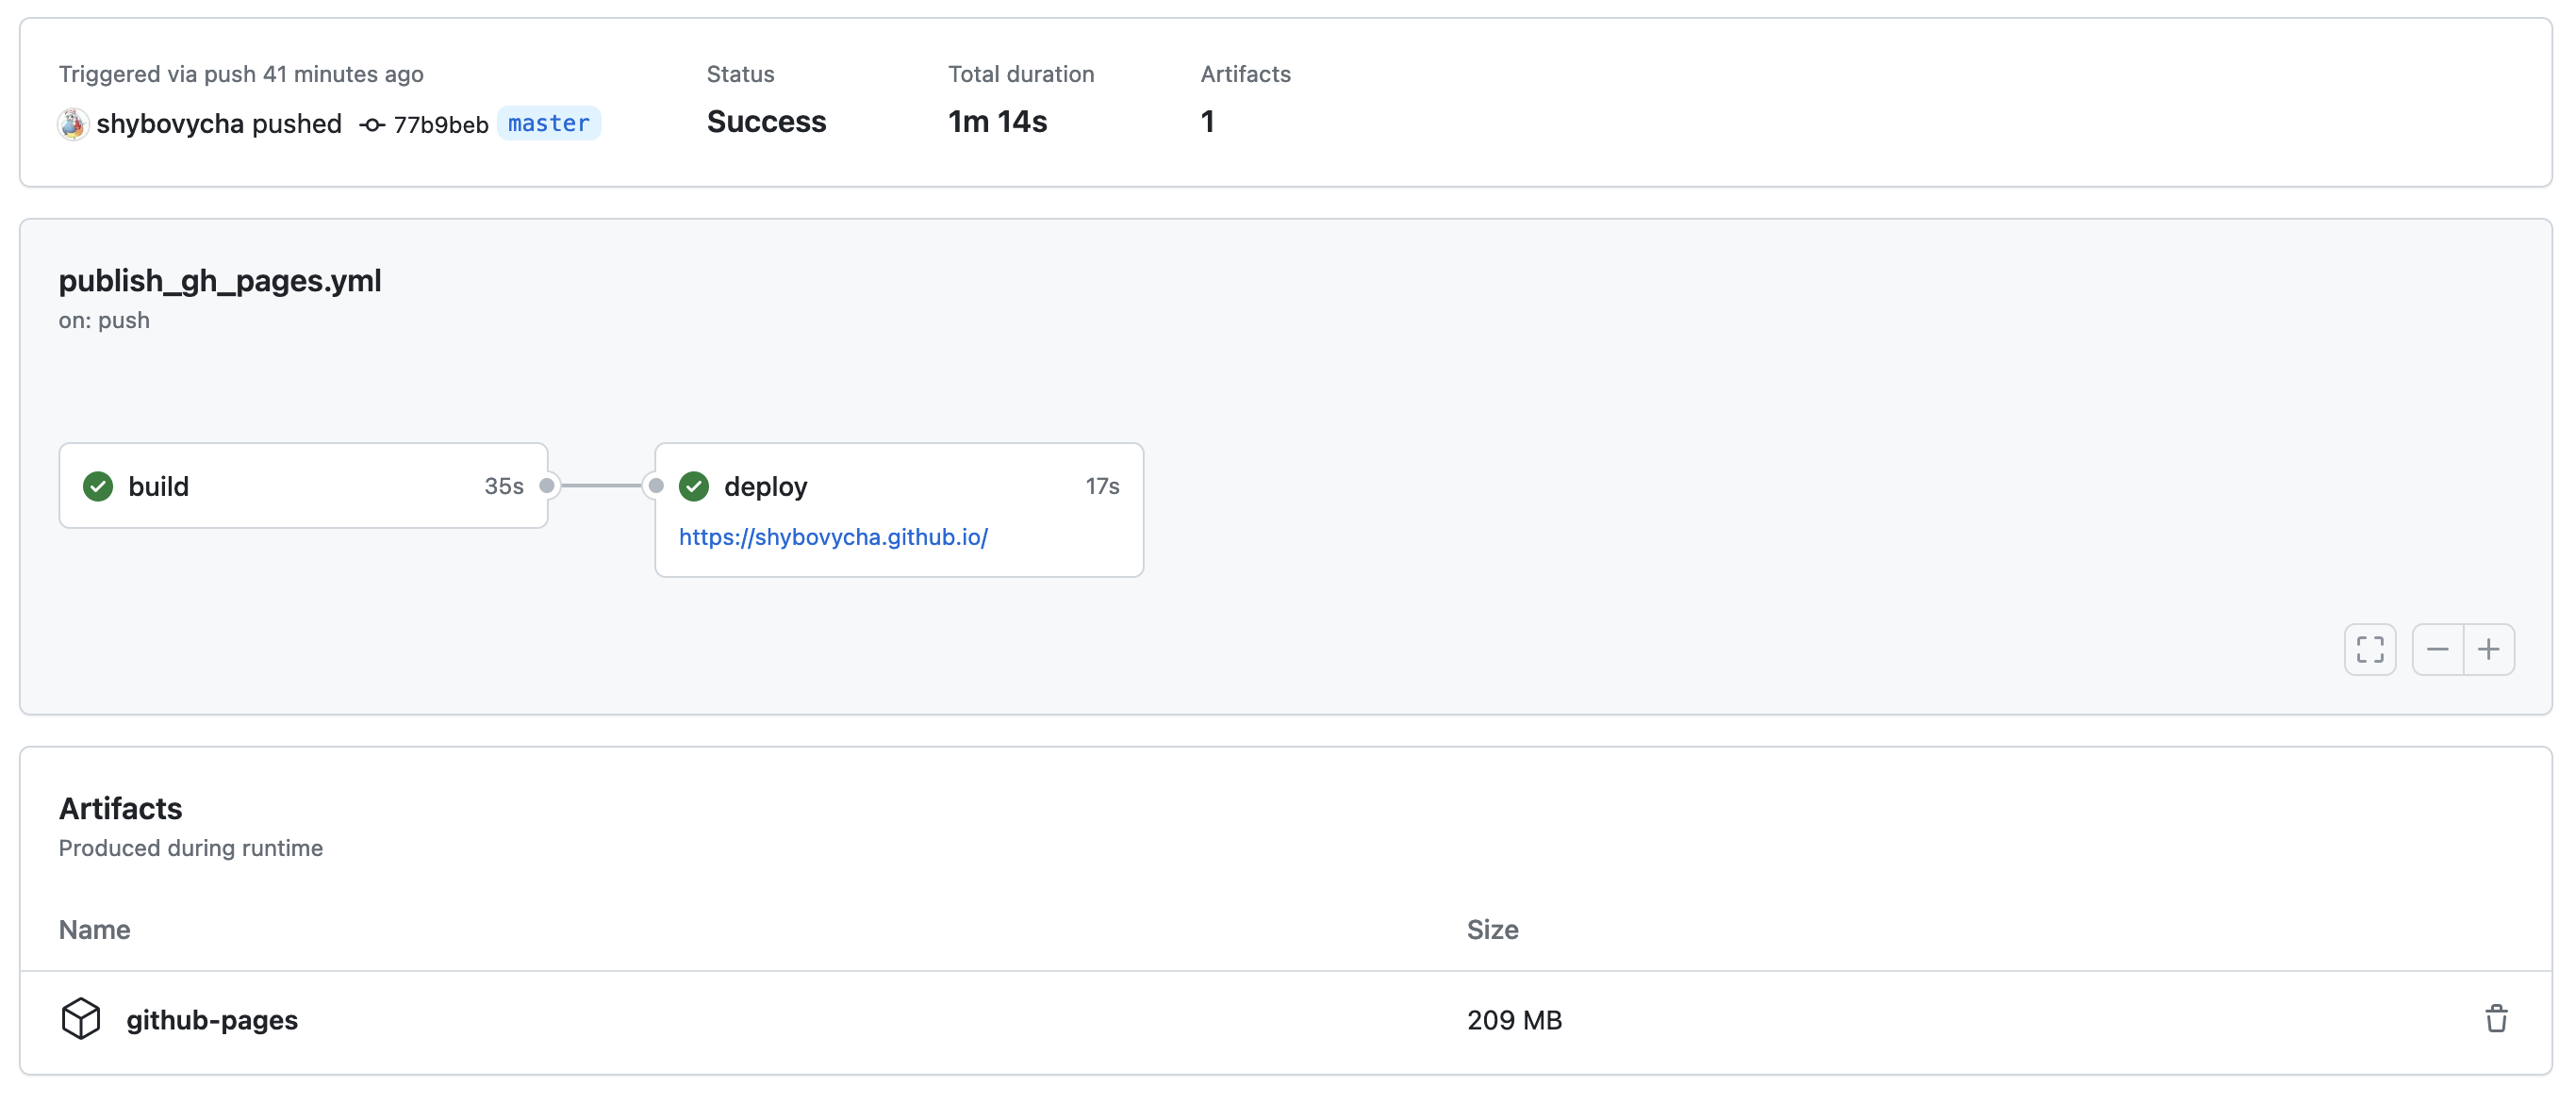 Triggered via push 41 minutes ago
shybovycha pushed 77b9beb master
Status
Success
Total duration
1m 14s
Artifacts
1
publish_gh_pages.yml
on: push
build 35s
deploy 17s
https://shybovycha.github.io/
Artifacts
Produced during runtime
Name Size
github-pages 209 MB